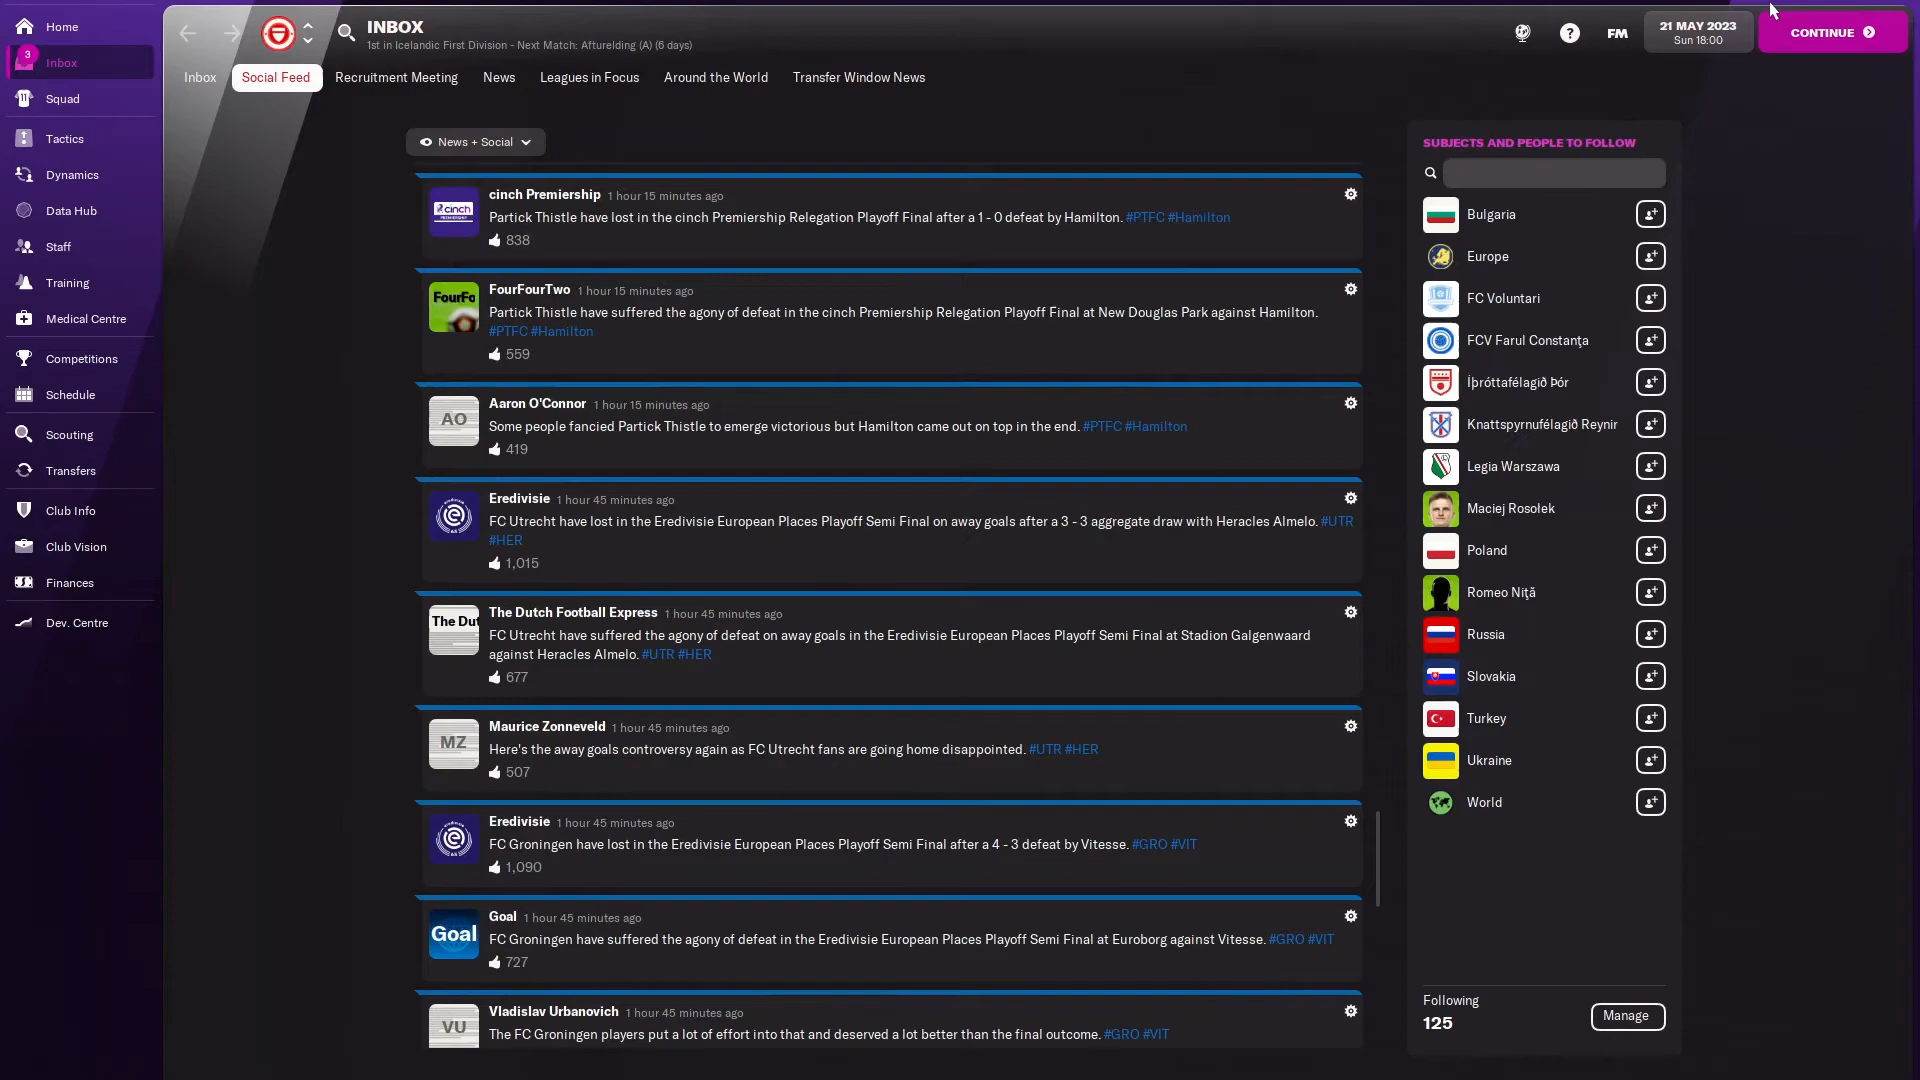 Home
3
Inbox
Squad
Tactics
Dynamics
Data Hub
Staff
Training
Medical Centre
Competitions
Schedule
Scouting
Transfers
Club Info
Club Vision
Finances
Dev. Centre
INBOX
1st in Icelandic First Division - Next Match: Afturelding (A) (6 days)
?
FM
21 MAY 2023
Sun 18:00
CONTINUE
Inbox
Social Feed
Recruitment Meeting
News
Leagues in Focus
Around the World
Transfer Window News
News + Social
cinch
PREMIERSHIP
cinch Premiership 1 hour 15 minutes ago
Partick Thistle have lost in the cinch Premiership Relegation Playoff Final after a 1 - 0 defeat by Hamilton. #PTFC #Hamilton
838
FourFo
FourFourTwo 1 hour 15 minutes ago
Partick Thistle have suffered the agony of defeat in the cinch Premiership Relegation Playoff Final at New Douglas Park against Hamilton.
#PTFC #Hamilton
559
AO
Aaron O'Connor 1 hour 15 minutes ago
Some people fancied Partick Thistle to emerge victorious but Hamilton came out on top in the end. #PTFC #Hamilton
419
Eredivisie 1 hour 45 minutes ago
FC Utrecht have lost in the Eredivisie European Places Playoff Semi Final on away goals after a 3 - 3 aggregate draw with Heracles Almelo. #UTR
#HER
1,015
The Dut
The Dutch Football Express 1 hour 45 minutes ago
FC Utrecht have suffered the agony of defeat on away goals in the Eredivisie European Places Playoff Semi Final at Stadion Galgenwaard
against Heracles Almelo. #UTR #HER
677
MZ
Maurice Zonneveld 1 hour 45 minutes ago
Here's the away goals controversy again as FC Utrecht fans are going home disappointed. #UTR #HER
507
Eredivisie 1 hour 45 minutes ago
FC Groningen have lost in the Eredivisie European Places Playoff Semi Final after a 4 - 3 defeat by Vitesse. #GRO #VIT
1,090
Goal
Goal 1 hour 45 minutes ago
FC Groningen have suffered the agony of defeat in the Eredivisie European Places Playoff Semi Final at Euroborg against Vitesse. #GRO #VIT
727
VU
Vladislav Urbanovich 1 hour 45 minutes ago
The FC Groningen players put a lot of effort into that and deserved a lot better than the final outcome. #GRO #VIT
SUBJECTS AND PEOPLE TO FOLLOW
Bulgaria
Europe
FC Voluntari
FCV Farul Constanţa
Íþróttafélagið Þór
Knattspyrnufélagið Reynir
Legia Warszawa
Maciej Rosolek
Poland
Romeo Niţă
Russia
Slovakia
Turkey
Ukraine
World
Following
125
Manage